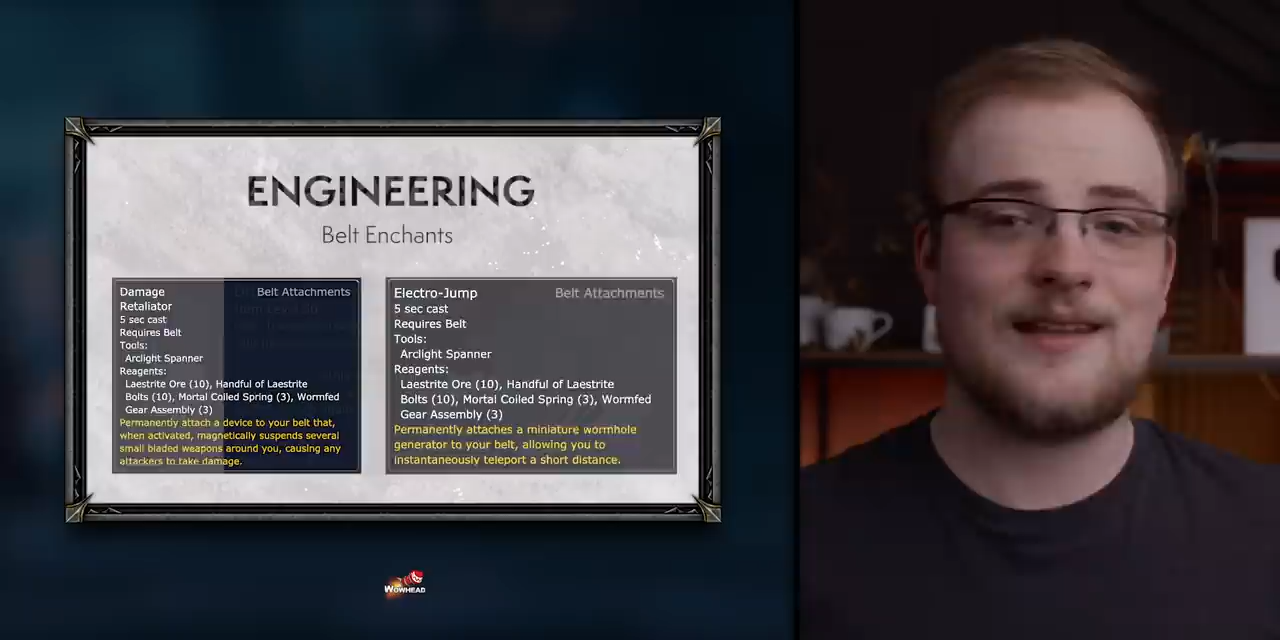 ENGINEERING
Belt Enchants
Damage Belt Attachments
Retaliator
5 sec cast
Requires Belt
Tools:
Arclight Spanner
Reagents:
Laestrite Ore (10), Handful of Laestrite
Bolts (10), Mortal Coiled Spring (3), Wormfed
Gear Assembly (3)
Permanently attach a device to your belt that,
when activated, magnetically suspends several
small bladed weapons around you, causing any
attackers to take damage.
Electro-Jump Belt Attachments
5 sec cast
Requires Belt
Tools:
Arclight Spanner
Reagents:
Laestrite Ore (10), Handful of Laestrite
Bolts (10), Mortal Coiled Spring (3), Wormfed
Gear Assembly (3)
Permanently attaches a miniature wormhole
generator to your belt, allowing you to
instantaneously teleport a short distance.
WOWHEAD